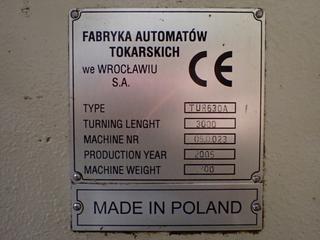 FABRYKA AUTOMATÓW
TOKARSKICH
we WROCŁAWIU
S.A.
CE
TYPE TUR630A
TURNING LENGHT 3000
MACHINE NR
PRODUCTION YEAR 2005
MACHINE WEIGHT
MADE IN POLAND